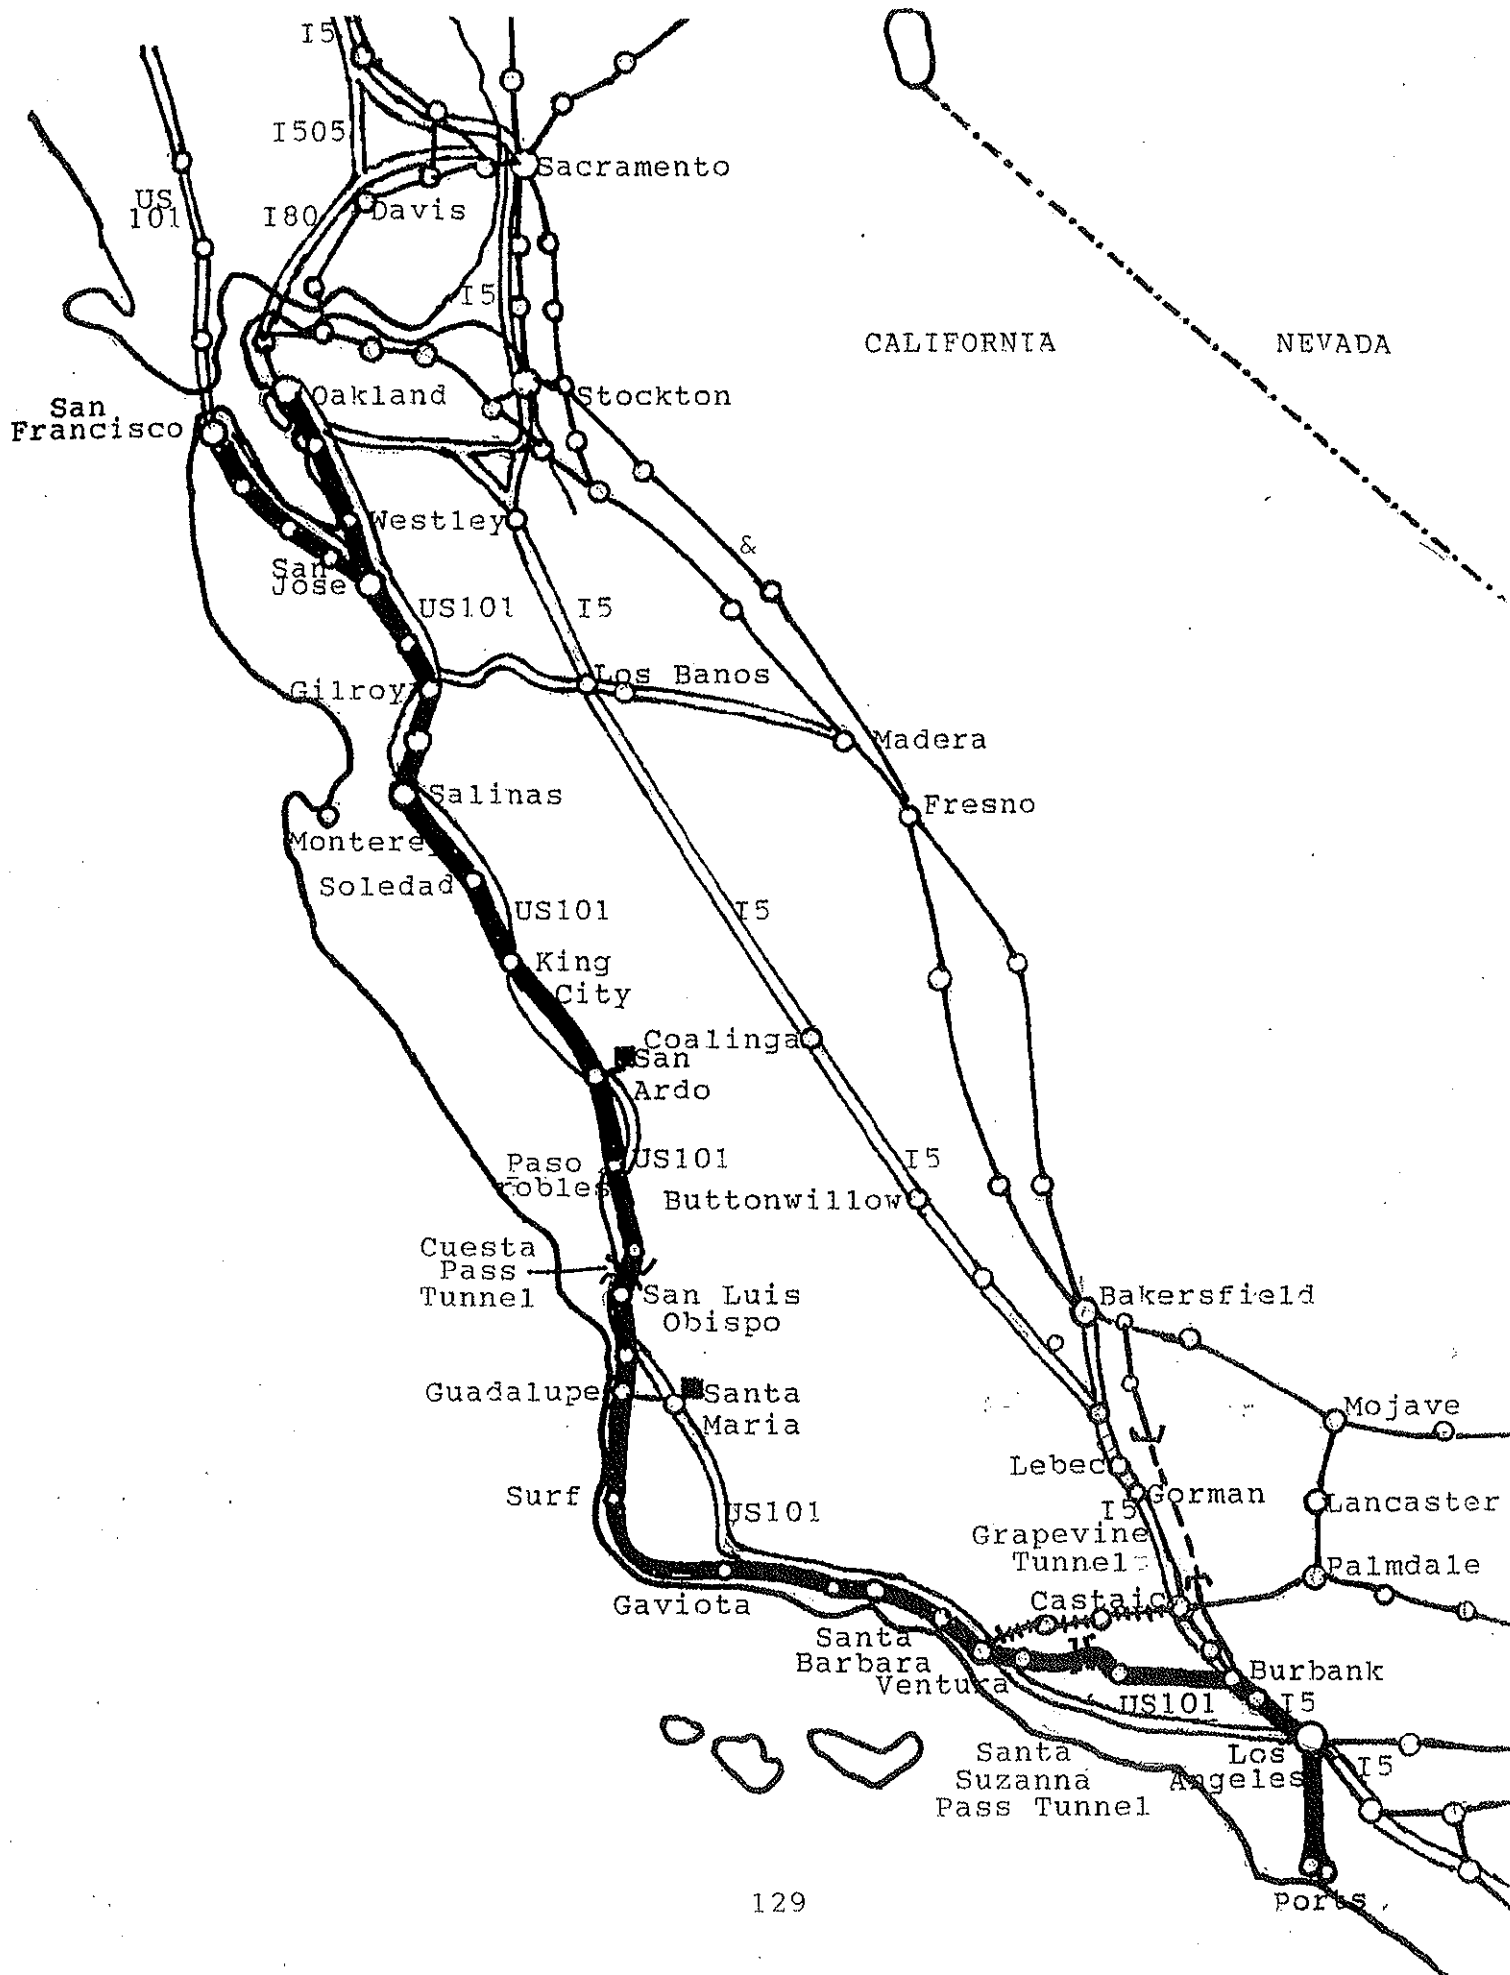 I5
I505
Sacramento
US
101
I80
Davis
I5
CALIFORNIA
NEVADA
Oakland
Stockton
San
Francisco
Westley
&
San
Jose
US101
I5
Los Banos
Gilroy
Madera
Salinas
Fresno
Monterey
Soledad
US101
I5
King
City
Coalinga
San
Ardo
Paso
robles
US101
I5
Buttonwillow
Cuesta
Pass
Tunnel
San Luis
Obispo
Bakersfield
Guadalupe
Santa
Maria
Mojave
Lebec
Surf
US101
I5
Gorman
Lancaster
Grapevine
Tunnel
Palmdale
Gaviota
Castaic
Santa
Barbara
Ventura
Burbank
US101
I5
Santa
Suzanna
Pass Tunnel
Los
Angeles
I5
129
Ports